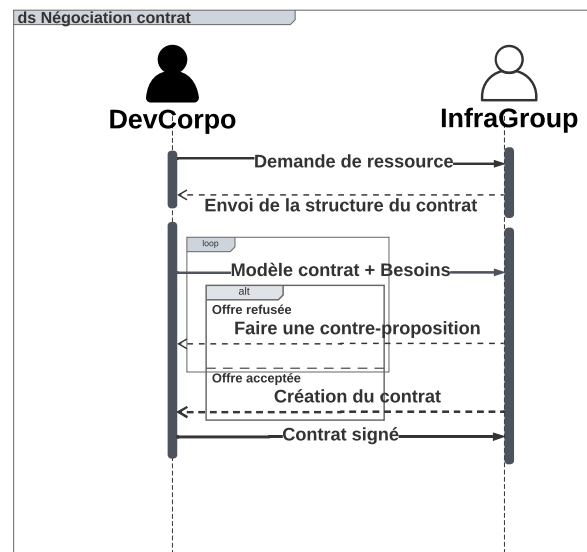 ds Négociation contrat
DevCorpo
InfraGroup
Demande de ressource
Envoi de la structure du contrat
loop
Modèle contrat + Besoins
alt
Offre refusée
Faire une contre-proposition
Offre acceptée
Création du contrat
Contrat signé